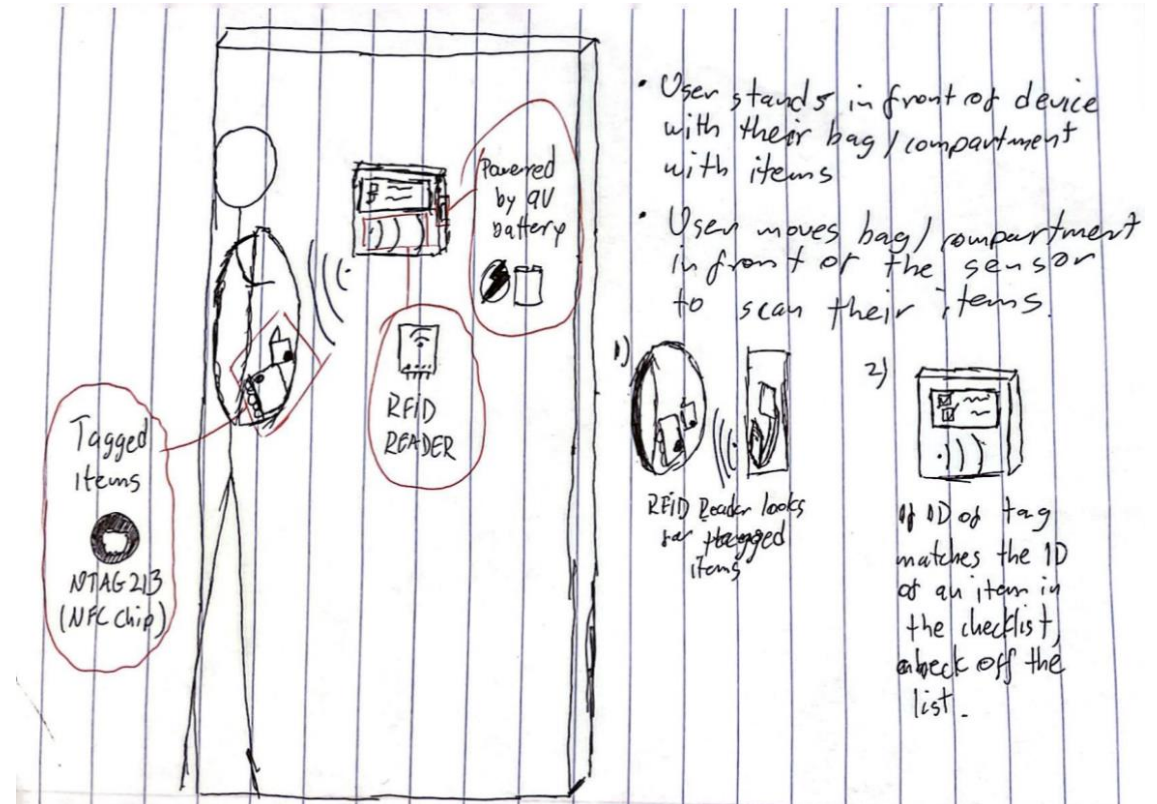 • User stands in front of device
with their bag / compartment
with items
• User moves bag / compartment
in front of the sensor
to scan their items.
Powered
by 9V
battery
RFID
READER
Tagged
items
NTAG213
(NFC Chip)
1)
RFID Reader looks
for tagged
items
2)
If ID of tag
matches the ID
of an item in
the checklist,
check off the
list.